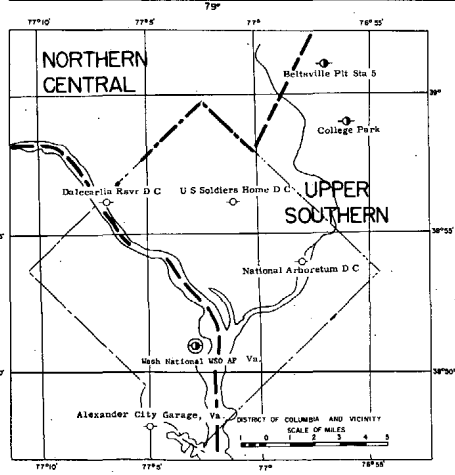 79°
77°10'
77°5'
77°
76°55'
NORTHERN
CENTRAL
Beltsville Plt Sta 5
39°
College Park
Dalecarlia Rsvr D C
U S Soldiers Home D C
UPPER
SOUTHERN
38°55'
National Arboretum D C
Wash National WSO AP Va.
38°50'
Alexander City Garage, Va.
DISTRICT OF COLUMBIA AND VICINITY
SCALE OF MILES
1 0 1 2 3 4 5
77°10'
77°5'
77°
76°55'